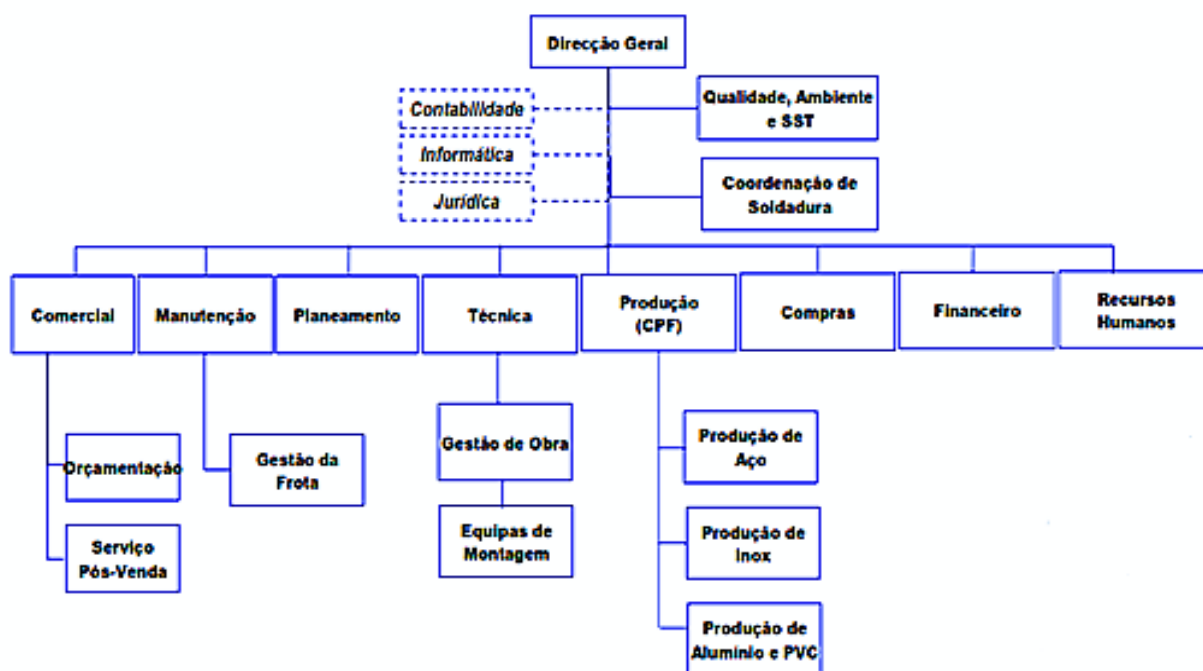 Direcção Geral
Contabilidade
Qualidade, Ambiente
e SST
Informática
Jurídica
Coordenação de
Soldadura
Comercial
Manutenção
Planeamento
Técnica
Produção
(CPF)
Compras
Financeiro
Recursos
Humanos
Orçamentação
Serviço
Pós-Venda
Gestão da
Frota
Gestão de Obra
Equipas de
Montagem
Produção de
Aço
Produção de
Inox
Produção de
Alumínio e PVC